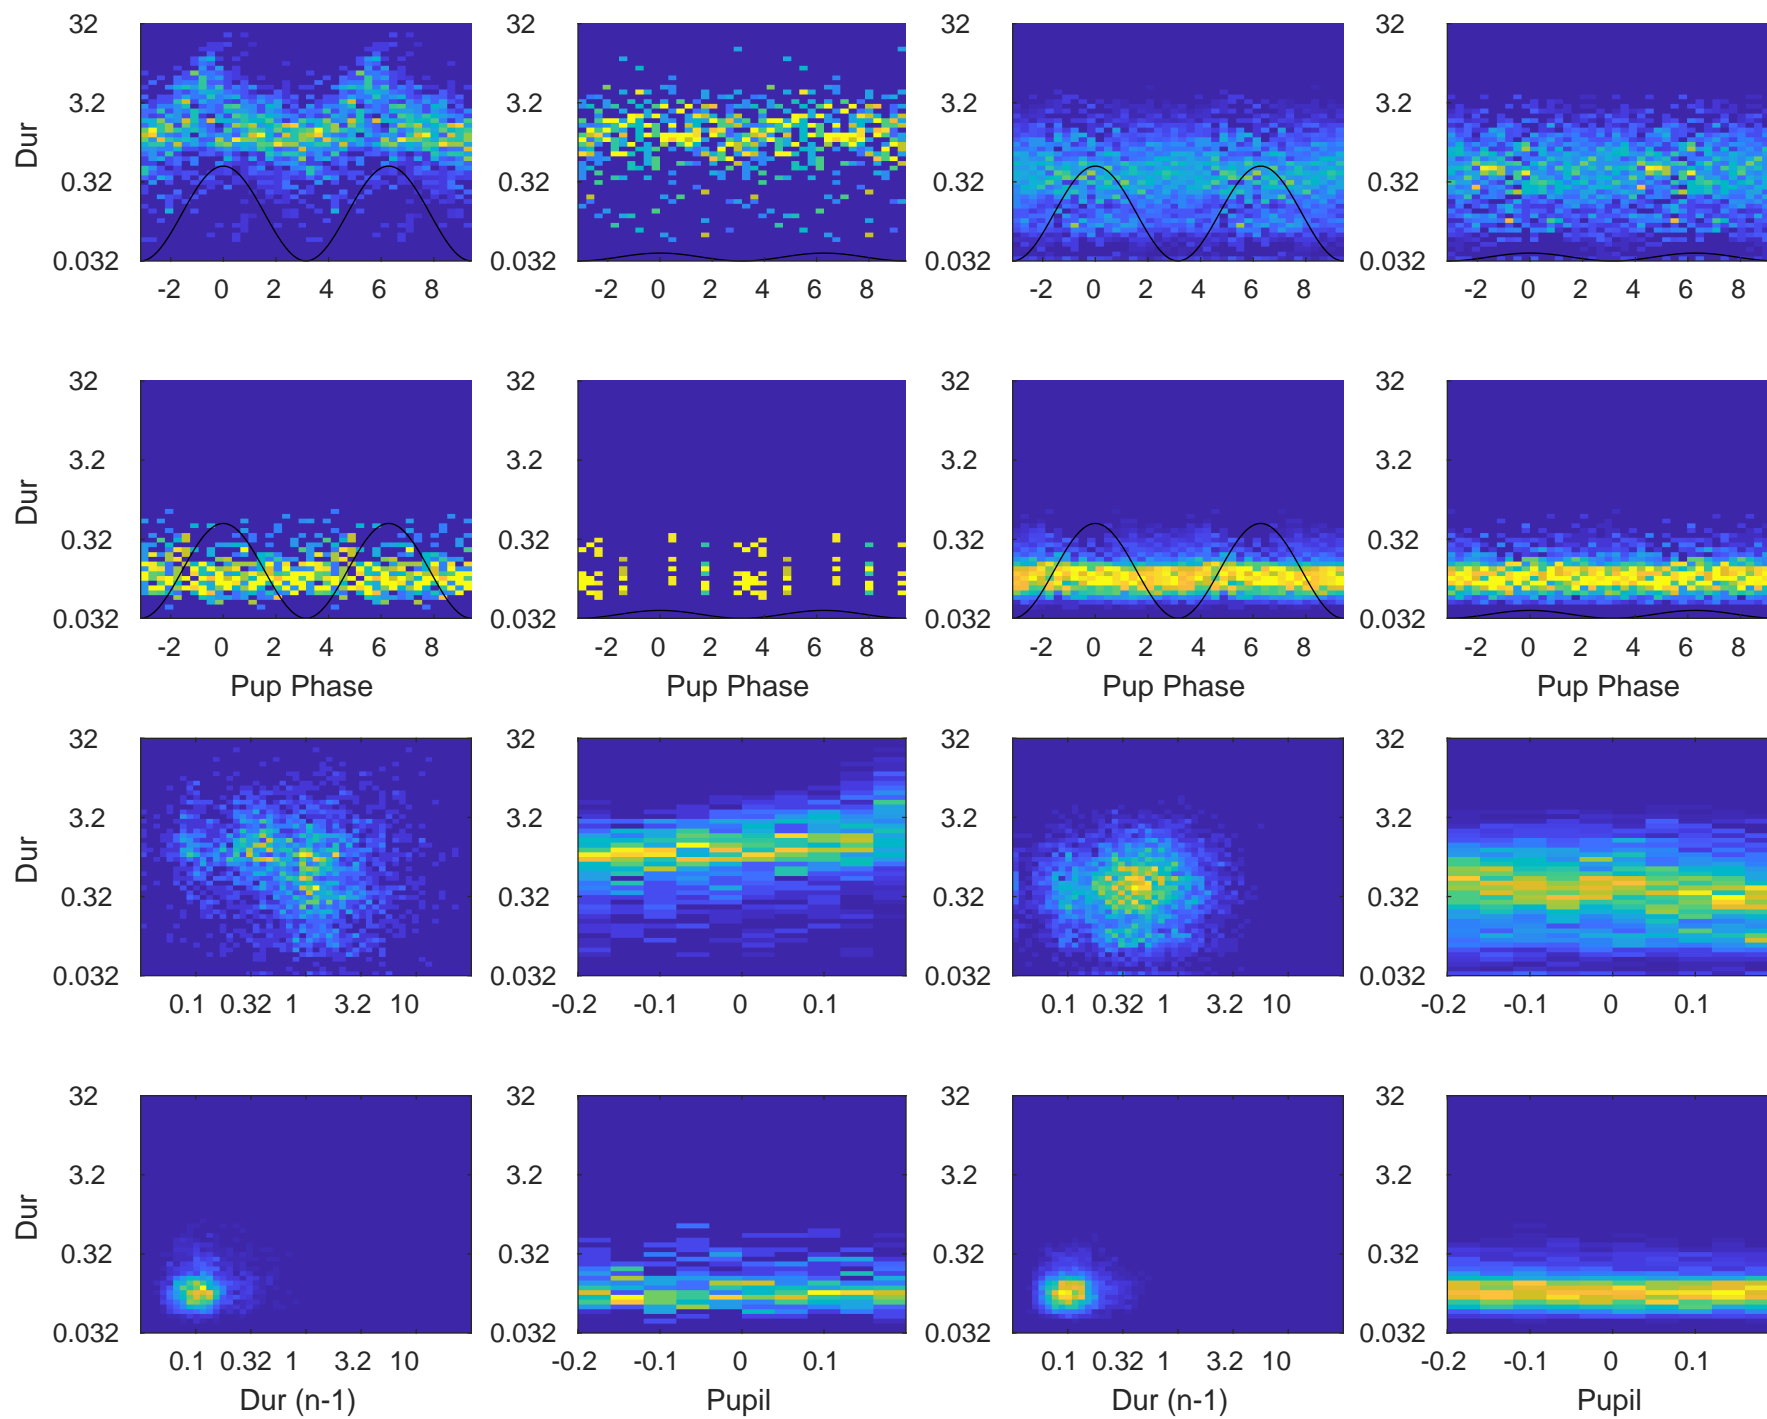 32 32 32 32
3.2 3.2 3.2 3.2
Dur
0.32 0.32 0.32 0.32
0.032 0.032 0.032 0.032
-2 0 2 4 6 8 -2 0 2 4 6 8 -2 0 2 4 6 8 -2 0 2 4 6 8
32 32 32 32
3.2 3.2 3.2 3.2
Dur
0.32 0.32 0.32 0.32
0.032 0.032 0.032 0.032
-2 0 2 4 6 8 -2 0 2 4 6 8 -2 0 2 4 6 8 -2 0 2 4 6 8
Pup Phase Pup Phase Pup Phase Pup Phase
32 32 32 32
3.2 3.2 3.2 3.2
Dur
0.32 0.32 0.32 0.32
0.032 0.032 0.032 0.032
0.1 0.32 1 3.2 10 -0.2 -0.1 0 0.1 0.1 0.32 1 3.2 10 -0.2 -0.1 0 0.1
32 32 32 32
3.2 3.2 3.2 3.2
Dur
0.32 0.32 0.32 0.32
0.032 0.032 0.032 0.032
0.1 0.32 1 3.2 10 -0.2 -0.1 0 0.1 0.1 0.32 1 3.2 10 -0.2 -0.1 0 0.1
Dur (n-1) Pupil Dur (n-1) Pupil